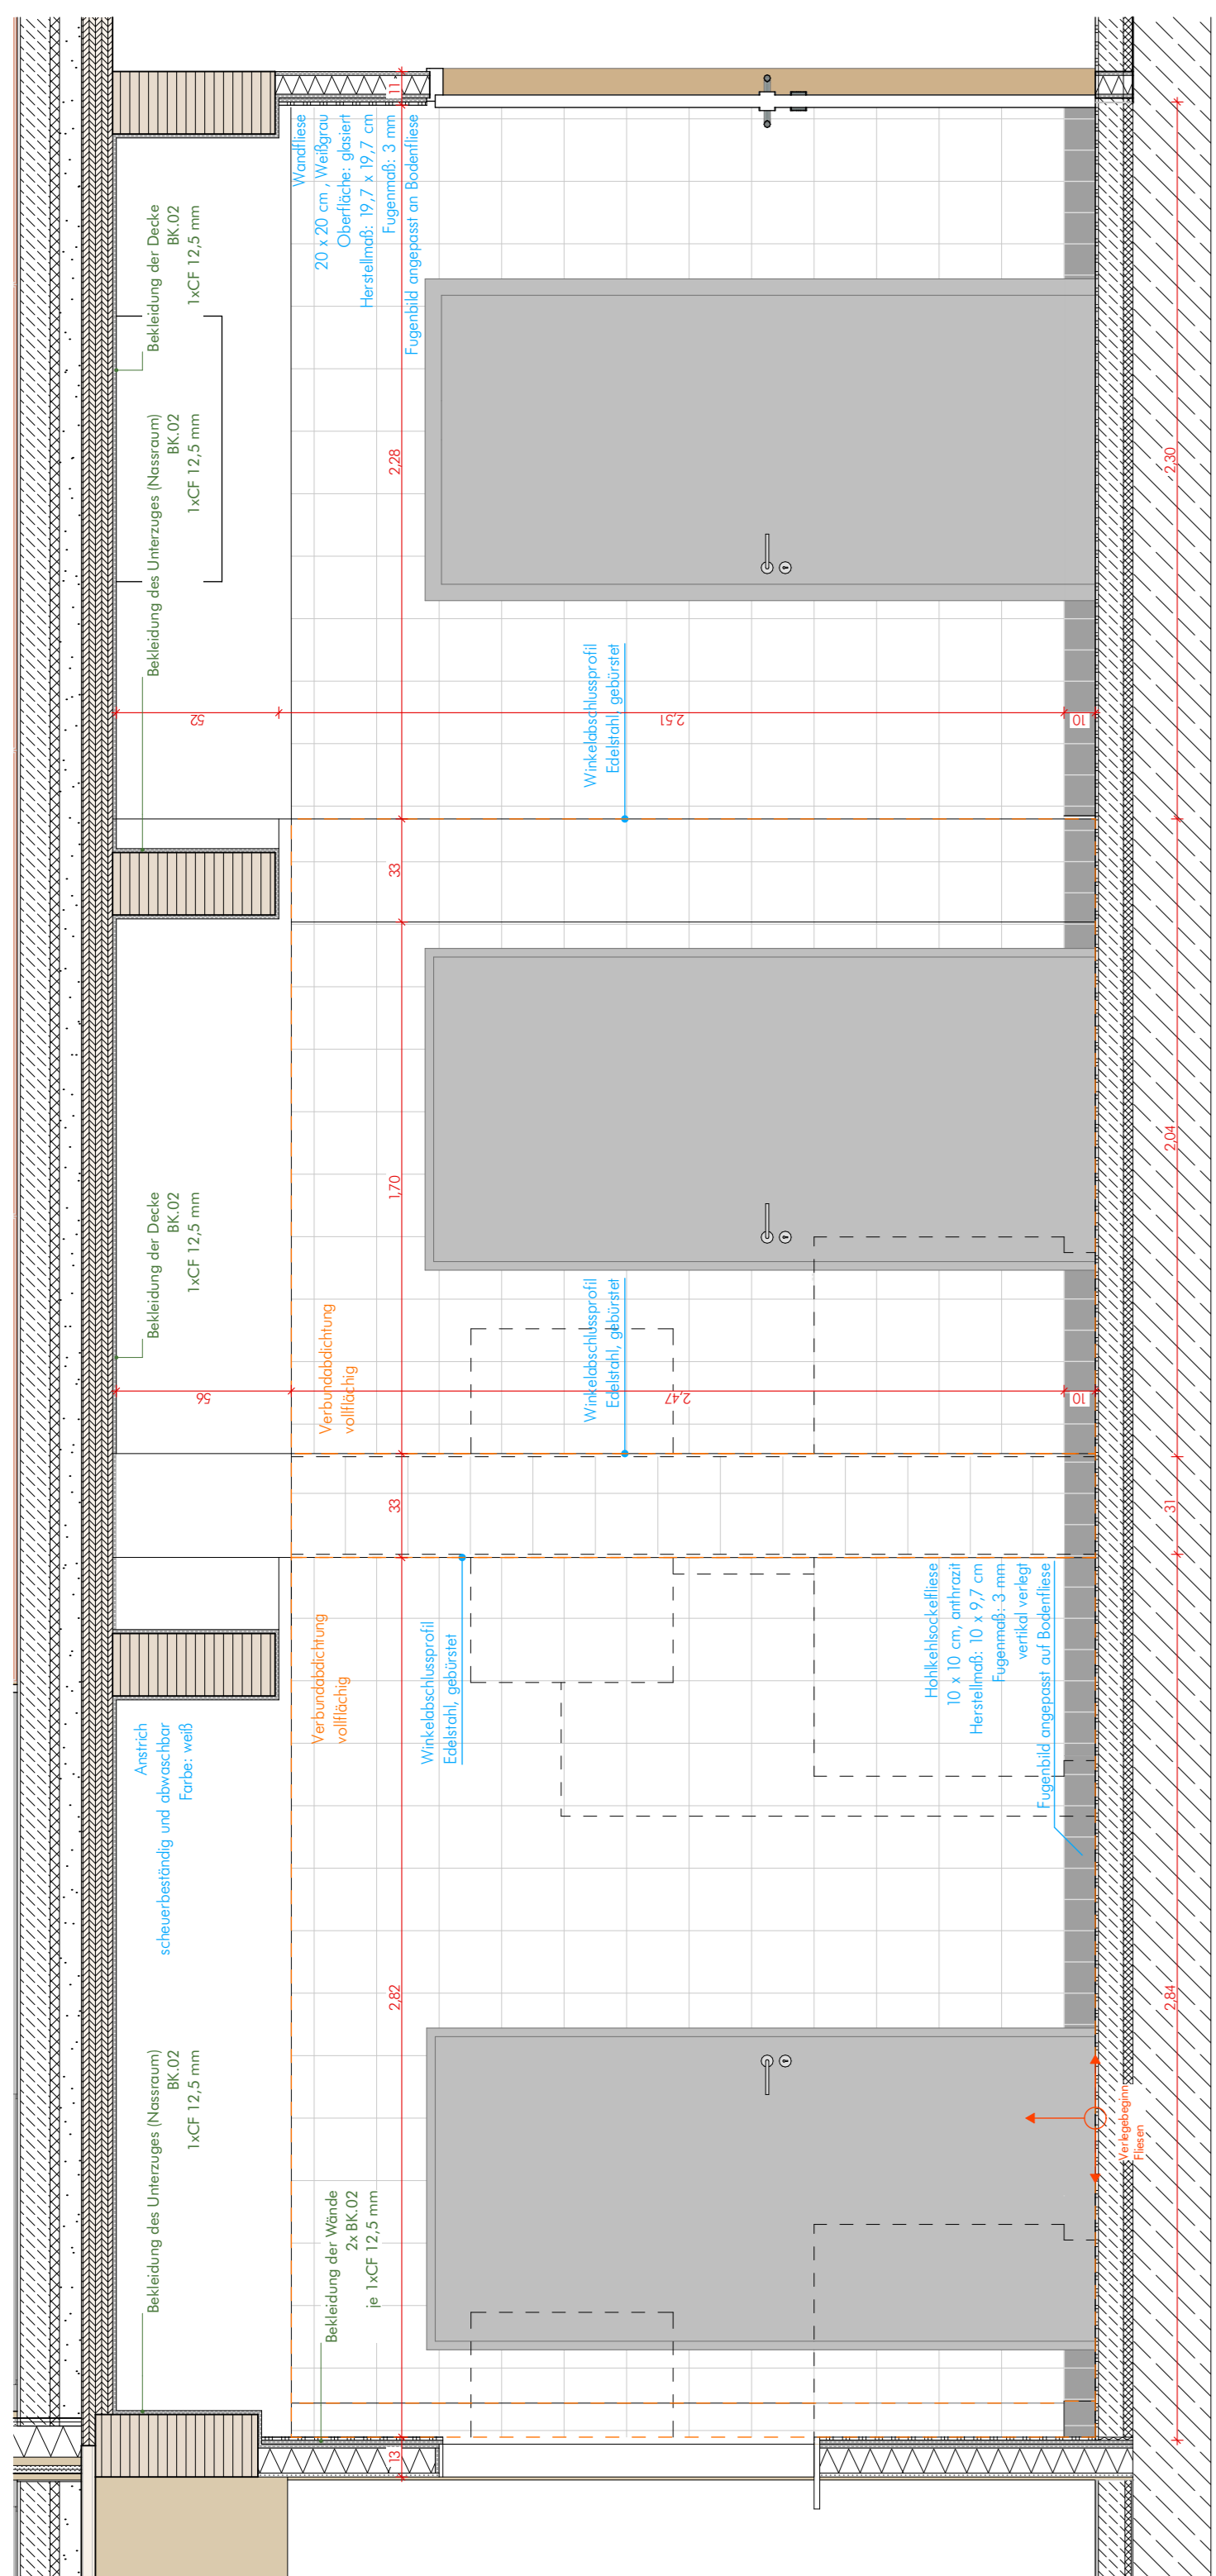 11
Wandfliese
20 x 20 cm , Weißgrau
Oberfläche: glasiert
Herstellmaß: 19,7 x 19,7 cm
Fugenmaß: 3 mm
Fugenbild angepasst an Bodenfliese
Bekleidung der Decke
BK.02
1xCF 12,5 mm
Bekleidung des Unterzuges (Nassraum)
BK.02
1xCF 12,5 mm
2,28
2,30
Winkelabschlussprofil
Edelstahl, gebürstet
52
2,51
10
33
2,04
Bekleidung der Decke
BK.02
1xCF 12,5 mm
1,70
Verbundabdichtung
vollflächig
Winkelabschlussprofil
Edelstahl, gebürstet
56
2,47
10
33
31
Verbundabdichtung
vollflächig
Winkelabschlussprofil
Edelstahl, gebürstet
Hohlkehlsockelfliese
10 x 10 cm, anthrazit
Herstellmaß: 10 x 9,7 cm
Fugenmaß: 3 mm
vertikal verlegt
Fugenbild angepasst auf Bodenfliese
Anstrich
scheuerbeständig und abwaschbar
Farbe: weiß
2,82
2,84
Bekleidung des Unterzuges (Nassraum)
BK.02
1xCF 12,5 mm
Verlegebeginn
Fliesen
Bekleidung der Wände
2x BK.02
je 1xCF 12,5 mm
13